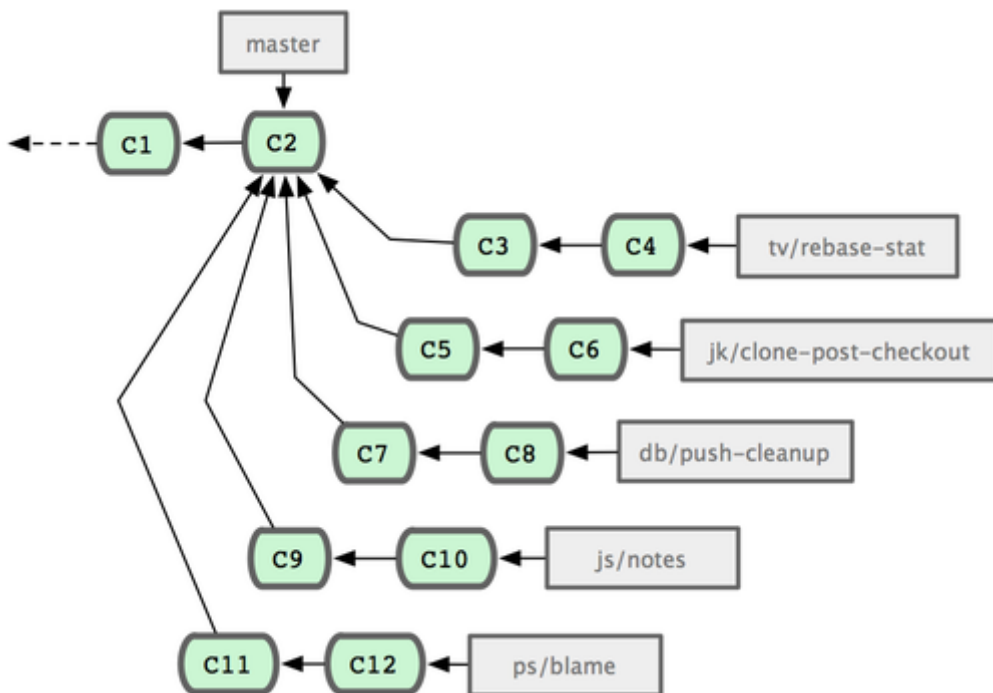 master
C1
C2
C3
C4
tv/rebase-stat
C5
C6
jk/clone-post-checkout
C7
C8
db/push-cleanup
C9
C10
js/notes
C11
C12
ps/blame